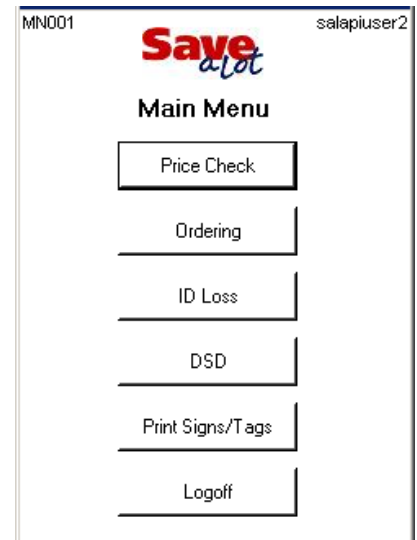 MN001
salapiuser2
Save
a lot
Main Menu
Price Check
Ordering
ID Loss
DSD
Print Signs/Tags
Logoff